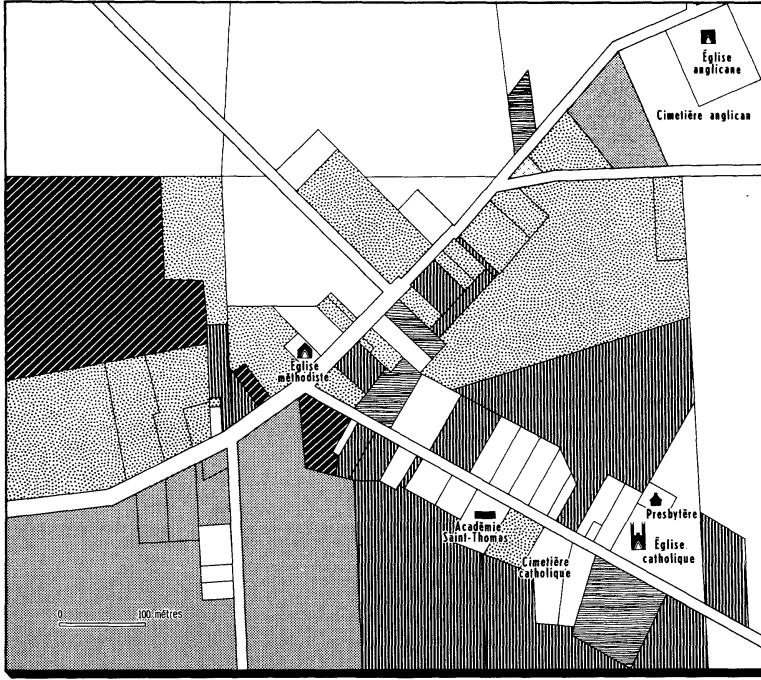 Église
anglicane
Cimetière anglican
Église
méthodiste
Presbytère
Académie
Saint-Thomas
Église
catholique
Cimetière
catholique
0 100 mètres